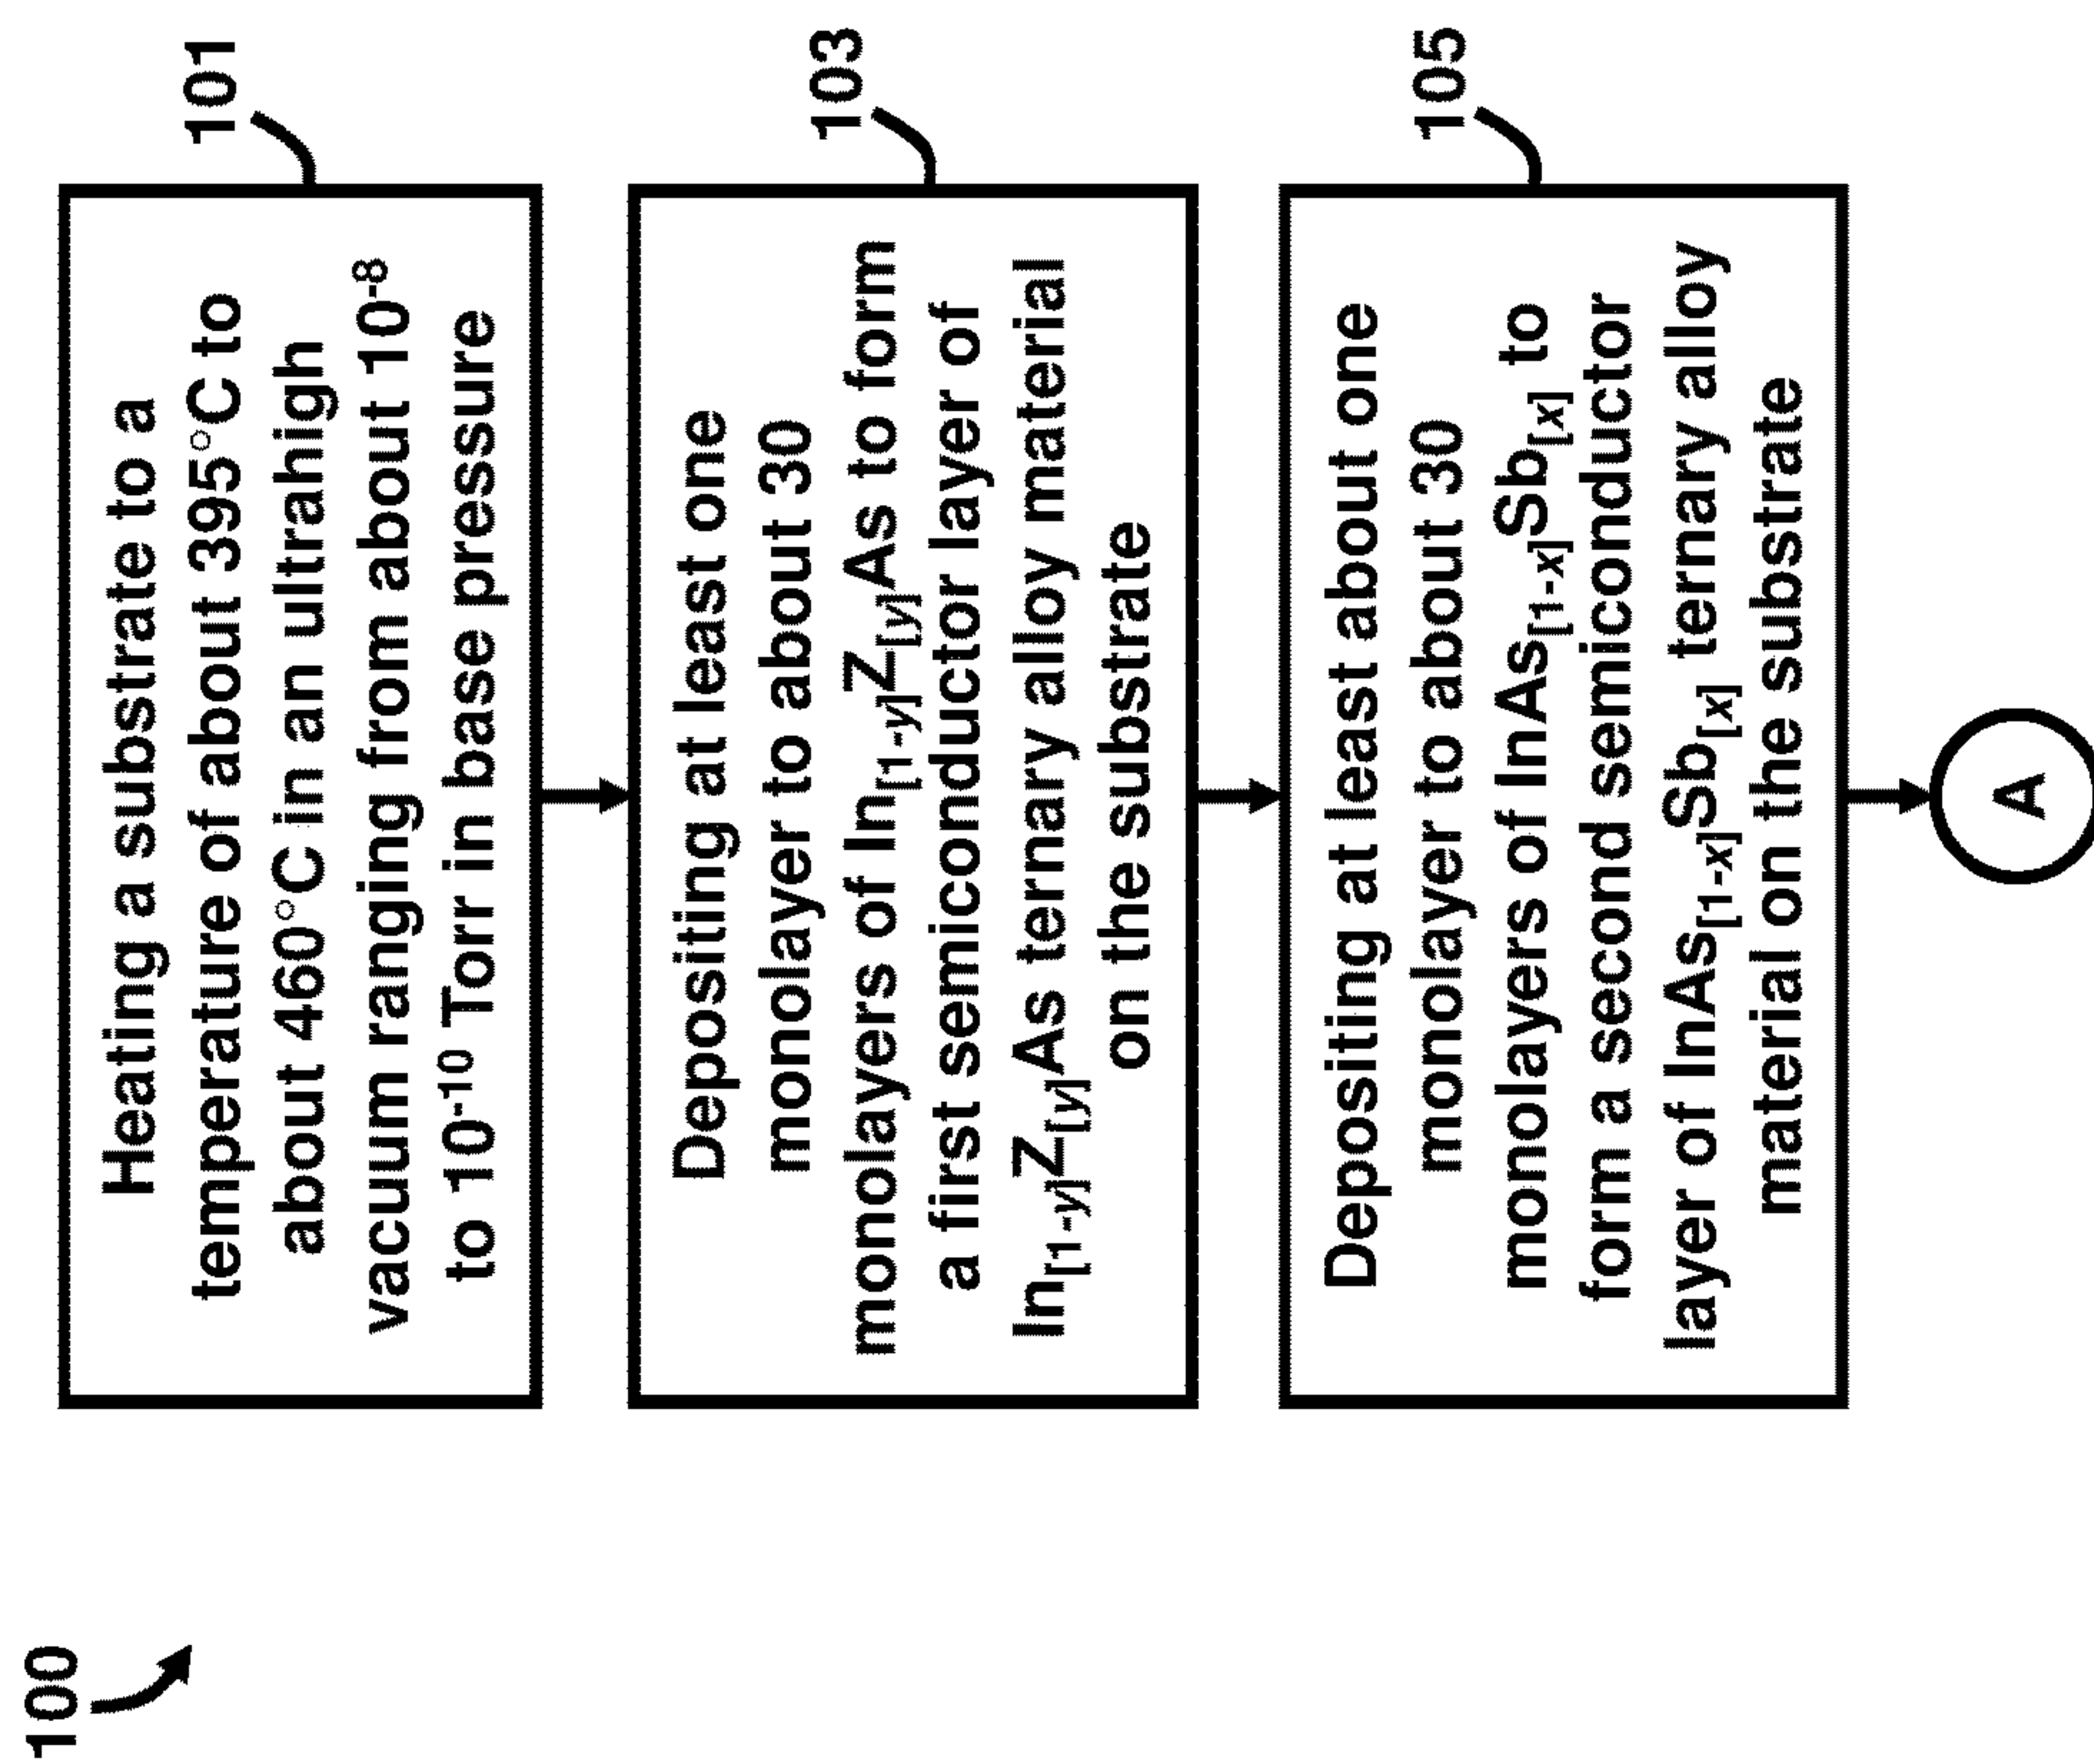 100
101
Heating a substrate to a
temperature of about 395°C to
about 460°C in an ultrahigh
vacuum ranging from about 10⁻⁸
to 10⁻¹⁰ Torr in base pressure
103
Depositing at least one
monolayer to about 30
monolayers of In[1-y]Z[y]As to form
a first semiconductor layer of
In[1-y]Z[y]As ternary alloy material
on the substrate
105
Depositing at least about one
monolayer to about 30
monolayers of InAs[1-x]Sb[x] to
form a second semiconductor
layer of InAs[1-x]Sb[x] ternary alloy
material on the substrate
A